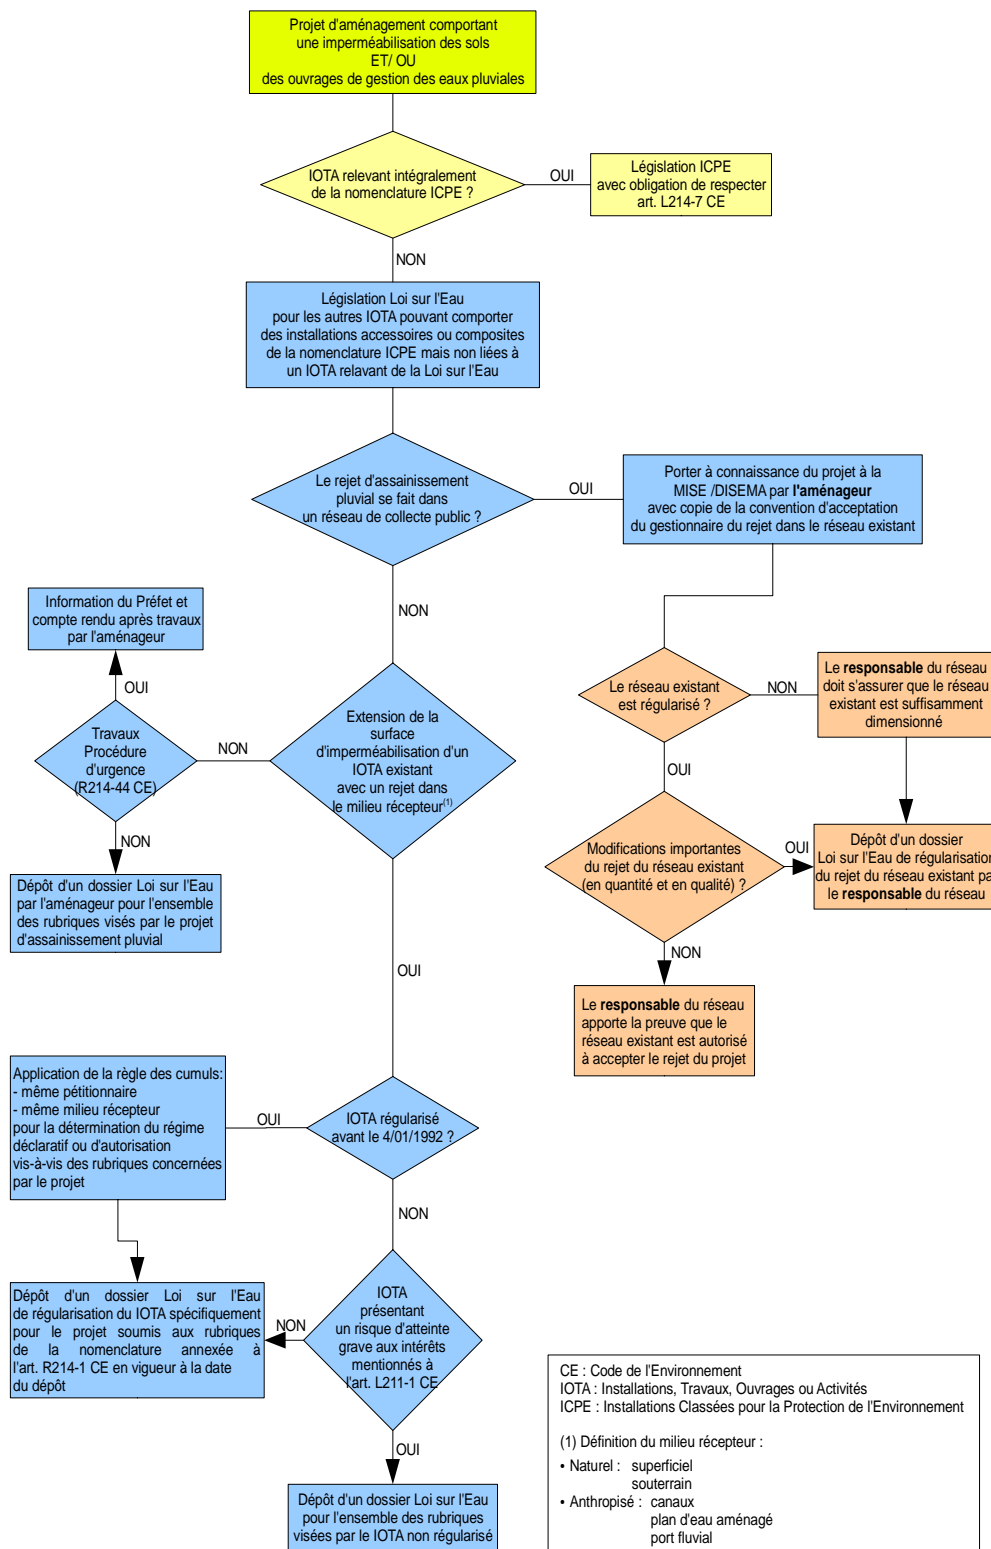 Projet d'aménagement comportant
une imperméabilisation des sols
ET/ OU
des ouvrages de gestion des eaux pluviales
IOTA relevant intégralement
de la nomenclature ICPE ?
OUI
Législation ICPE
avec obligation de respecter
art. L214-7 CE
NON
Législation Loi sur l'Eau
pour les autres IOTA pouvant comporter
des installations accessoires ou composites
de la nomenclature ICPE mais non liées à
un IOTA relavant de la Loi sur l'Eau
Le rejet d'assainissement
pluvial se fait dans
un réseau de collecte public ?
OUI
Porter à connaissance du projet à la
MISE /DISEMA par l'aménageur
avec copie de la convention d'acceptation
du gestionnaire du rejet dans le réseau existant
NON
Information du Préfet et
compte rendu après travaux
par l'aménageur
OUI
Travaux
Procédure
d'urgence
(R214-44 CE)
NON
Extension de la
surface
d'imperméabilisation d'un
IOTA existant
avec un rejet dans
le milieu récepteur(1)
NON
Dépôt d'un dossier Loi sur l'Eau
par l'aménageur pour l'ensemble
des rubriques visés par le projet
d'assainissement pluvial
Le réseau existant
est régularisé ?
NON
Le responsable du réseau
doit s'assurer que le réseau
existant est suffisamment
dimensionné
OUI
Modifications importantes
du rejet du réseau existant
(en quantité et en qualité) ?
OUI
Dépôt d'un dossier
Loi sur l'Eau de régularisation
du rejet du réseau existant pa
le responsable du réseau
NON
Le responsable du réseau
apporte la preuve que le
réseau existant est autorisé
à accepter le rejet du projet
OUI
Application de la règle des cumuls:
- même pétitionnaire
- même milieu récepteur
pour la détermination du régime
déclaratif ou d'autorisation
vis-à-vis des rubriques concernées
par le projet
OUI
IOTA régularisé
avant le 4/01/1992 ?
NON
Dépôt d'un dossier Loi sur l'Eau
de régularisation du IOTA spécifiquement
pour le projet soumis aux rubriques
de la nomenclature annexée à
l'art. R214-1 CE en vigueur à la date
du dépôt
NON
IOTA
présentant
un risque d'atteinte
grave aux intérêts
mentionnés à
l'art. L211-1 CE
OUI
Dépôt d'un dossier Loi sur l'Eau
pour l'ensemble des rubriques
visées par le IOTA non régularisé
CE : Code de l'Environnement
IOTA : Installations, Travaux, Ouvrages ou Activités
ICPE : Installations Classées pour la Protection de l'Environnement
(1) Définition du milieu récepteur :
• Naturel : superficiel
souterrain
• Anthropisé : canaux
plan d'eau aménagé
port fluvial